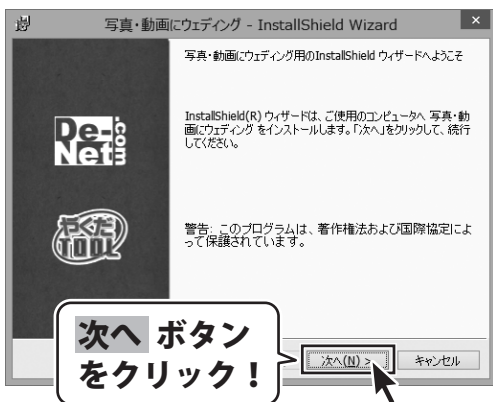 写真・動画にウェディング - InstallShield Wizard
×
写真・動画にウェディング用のInstallShield ウィザードへようこそ
De-Net.com
InstallShield(R) ウィザードは、ご使用のコンピュータへ 写真・動
画にウェディング をインストールします。「次へ」をクリックして、続行
してください。
やくだ
TOOL
警告: このプログラムは、著作権法および国際協定によ
って保護されています。
次へ ボタン
をクリック！
次へ(N) >
キャンセル